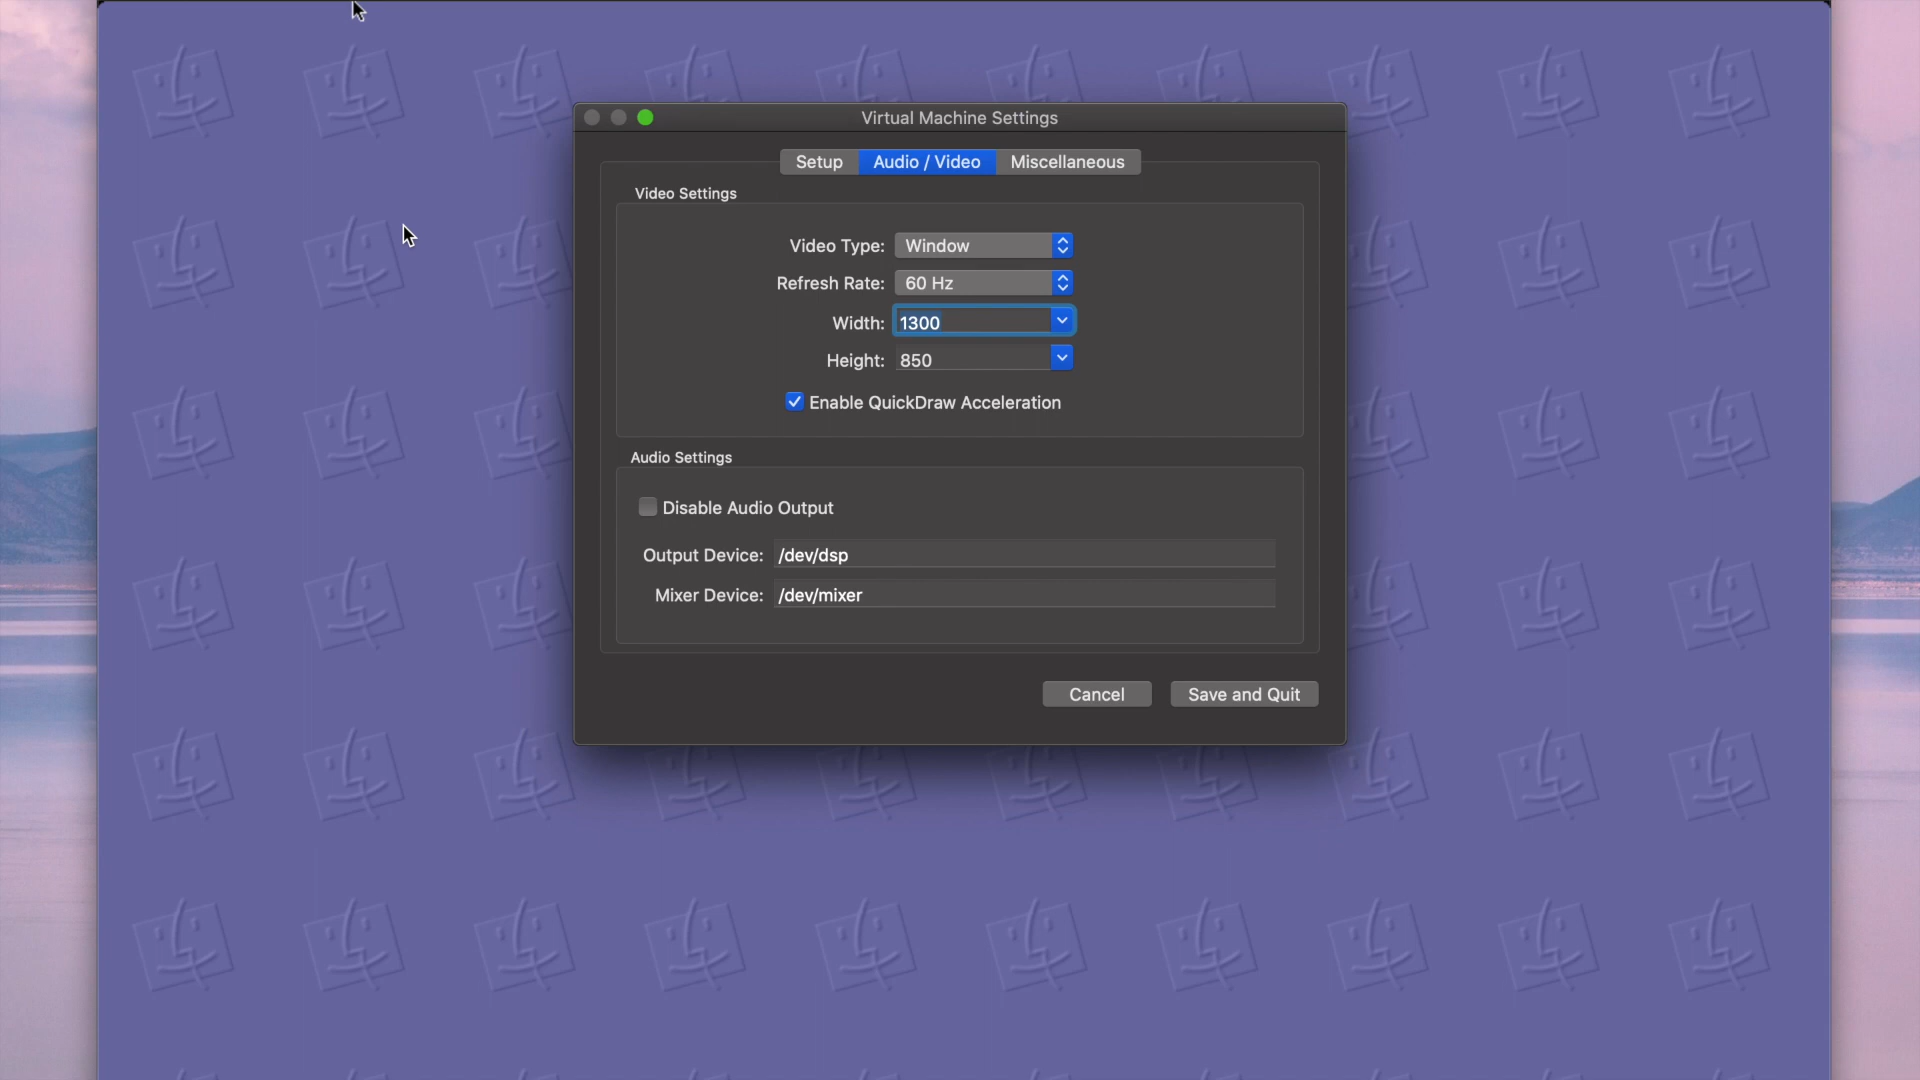 Virtual Machine Settings
Setup Audio / Video Miscellaneous
Video Settings
Video Type: Window
Refresh Rate: 60 Hz
Width: 1300
Height: 850
Enable QuickDraw Acceleration
Audio Settings
Disable Audio Output
Output Device: /dev/dsp
Mixer Device: /dev/mixer
Cancel Save and Quit